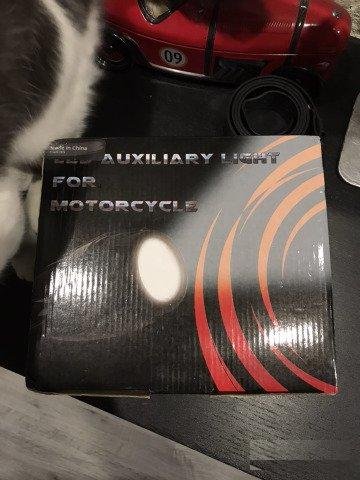 09
Made in China
LED AUXILIARY LIGHT
FOR
MOTORCYCLE